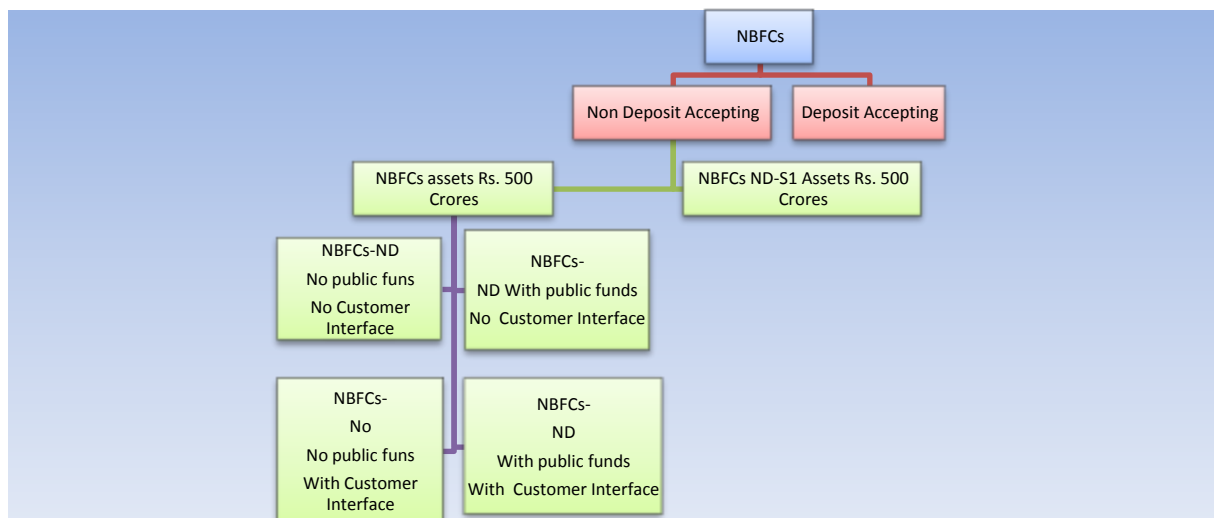 NBFCs
Non Deposit Accepting
Deposit Accepting
NBFCs assets Rs. 500
Crores
NBFCs ND-S1 Assets Rs. 500
Crores
NBFCs-ND
No public funs
No Customer
Interface
NBFCs-
ND With public funds
No  Customer Interface
NBFCs-
No
No public funs
With Customer
Interface
NBFCs-
ND
With public funds
With  Customer Interface